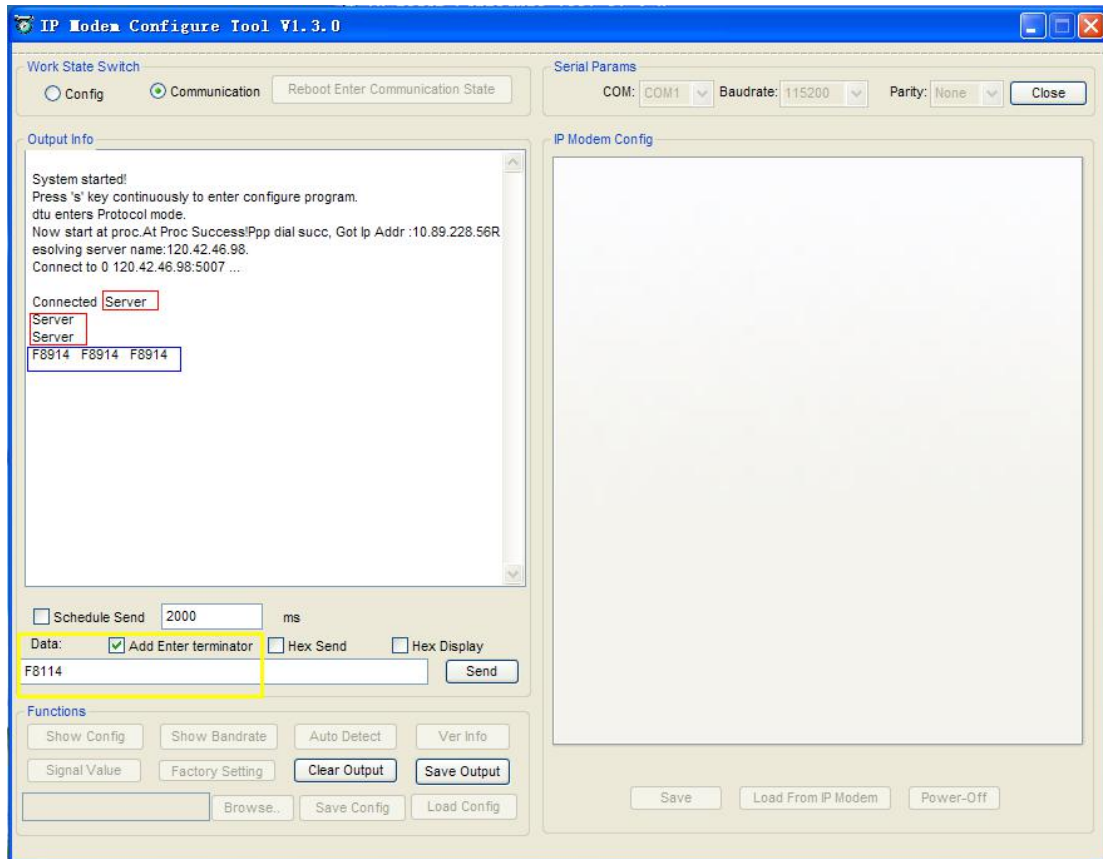 IP Modem Configure Tool V1.3.0
Work State Switch
Config Communication Reboot Enter Communication State
Serial Params
COM: COM1 Baudrate: 115200 Parity: None Close
Output Info
System started!
Press 's' key continuously to enter configure program.
dtu enters Protocol mode.
Now start at proc.At Proc Success!Ppp dial succ, Got Ip Addr :10.89.228.56R
esolving server name:120.42.46.98.
Connect to 0 120.42.46.98:5007 ...
Connected Server
Server
Server
F8914 F8914 F8914
Schedule Send 2000 ms
Data: Add Enter terminator Hex Send Hex Display
F8114 Send
Functions
Show Config Show Bandrate Auto Detect Ver Info
Signal Value Factory Setting Clear Output Save Output
Browse.. Save Config Load Config
IP Modem Config
Save Load From IP Modem Power-Off